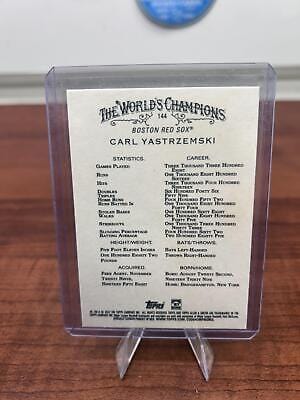 THE WORLD'S CHAMPIONS
144
BOSTON RED SOX®
CARL YASTRZEMSKI
STATISTICS: CAREER:
GAMES PLAYED THREE THOUSAND THREE HUNDRED
EIGHT
RUNS ONE THOUSAND EIGHT HUNDRED
SIXTEEN
HITS THREE THOUSAND FOUR HUNDRED
NINETEEN
DOUBLES SIX HUNDRED FORTY SIX
TRIPLES FIFTY NINE
HOME RUNS FOUR HUNDRED FIFTY TWO
RUNS BATTED IN ONE THOUSAND EIGHT HUNDRED
FORTY FOUR
STOLEN BASES ONE HUNDRED SIXTY EIGHT
WALKS ONE THOUSAND EIGHT HUNDRED
FORTY FIVE
STRIKEOUTS ONE THOUSAND THREE HUNDRED
NINETY THREE
SLUGGING PERCENTAGE FOUR HUNDRED SIXTY TWO
BATTING AVERAGE TWO HUNDRED EIGHTY FIVE
HEIGHT/WEIGHT: BATS/THROWS:
FIVE FOOT ELEVEN INCHES BATS LEFT-HANDED
ONE HUNDRED EIGHTY TWO THROWS RIGHT-HANDED
POUNDS
ACQUIRED: BORN/HOME:
FREE AGENT, NOVEMBER BORN: AUGUST TWENTY SECOND,
TWENTY NINTH, NINETEEN THIRTY NINE
NINETEEN FIFTY EIGHT HOME: BRIDGEHAMPTON, NEW YORK
Topps